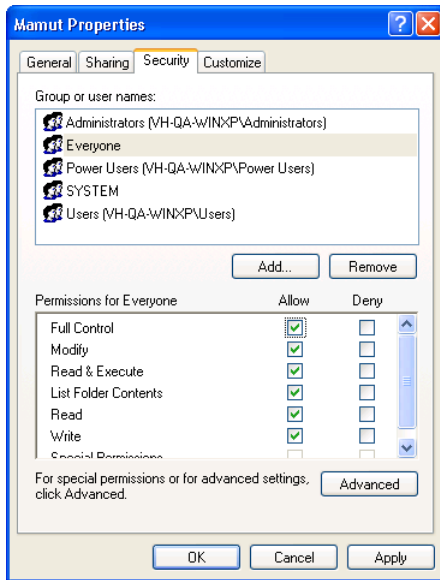 Mamut Properties
General Sharing Security Customize
Group or user names:
Administrators (VH-QA-WINXP\Administrators)
Everyone
Power Users (VH-QA-WINXP\Power Users)
SYSTEM
Users (VH-QA-WINXP\Users)
Add... Remove
Permissions for Everyone Allow Deny
Full Control
Modify
Read & Execute
List Folder Contents
Read
Write
Special Permissions
For special permissions or for advanced settings,
click Advanced.
Advanced
OK Cancel Apply